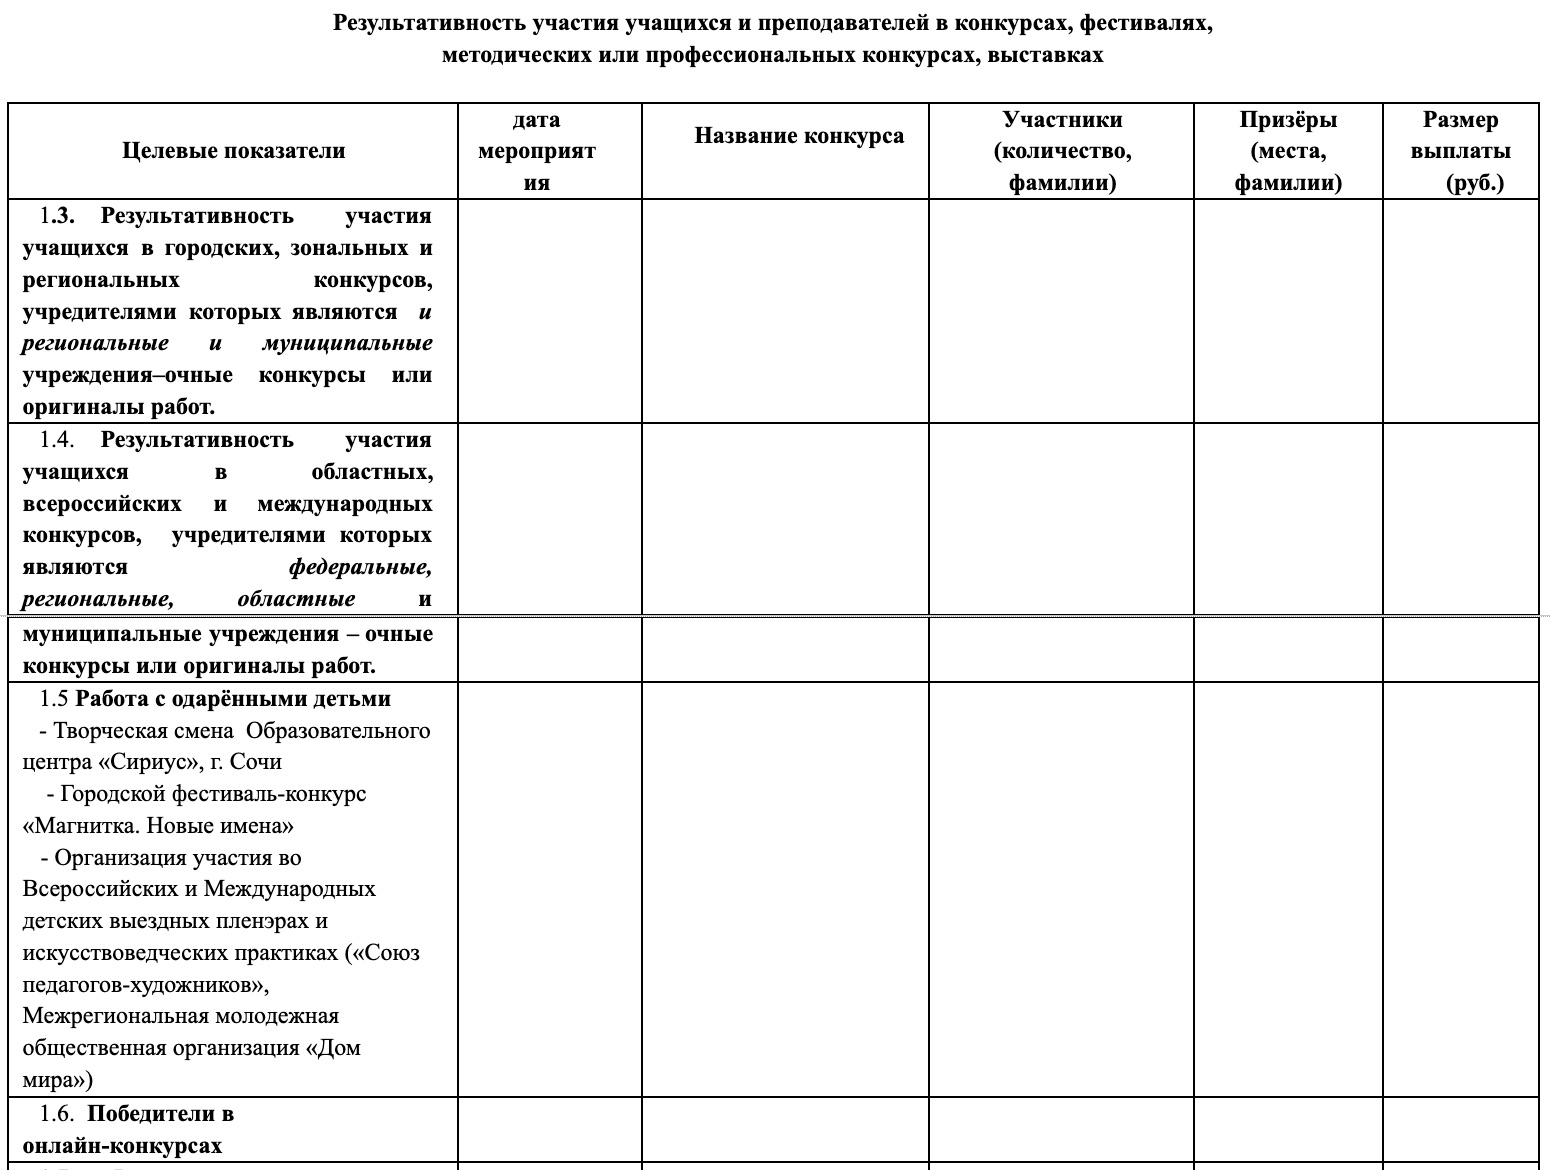 Результативность участия учащихся и преподавателей в конкурсах, фестивалях,
методических или профессиональных конкурсах, выставках
Целевые показатели
дата
мероприят
ия
Название конкурса
Участники
(количество,
фамилии)
Призёры
(места,
фамилии)
Размер
выплаты
(руб.)
1.3. Результативность участия
учащихся в городских, зональных и
региональных конкурсов,
учредителями которых являются и
региональные и муниципальные
учреждения–очные конкурсы или
оригиналы работ.
1.4. Результативность участия
учащихся в областных,
всероссийских и международных
конкурсов, учредителями которых
являются федеральные,
региональные, областные и
муниципальные учреждения – очные
конкурсы или оригиналы работ.
1.5 Работа с одарёнными детьми
- Творческая смена Образовательного
центра «Сириус», г. Сочи
- Городской фестиваль-конкурс
«Магнитка. Новые имена»
- Организация участия во
Всероссийских и Международных
детских выездных пленэрах и
искусствоведческих практиках («Союз
педагогов-художников»,
Межрегиональная молодежная
общественная организация «Дом
мира»)
1.6. Победители в
онлайн-конкурсах